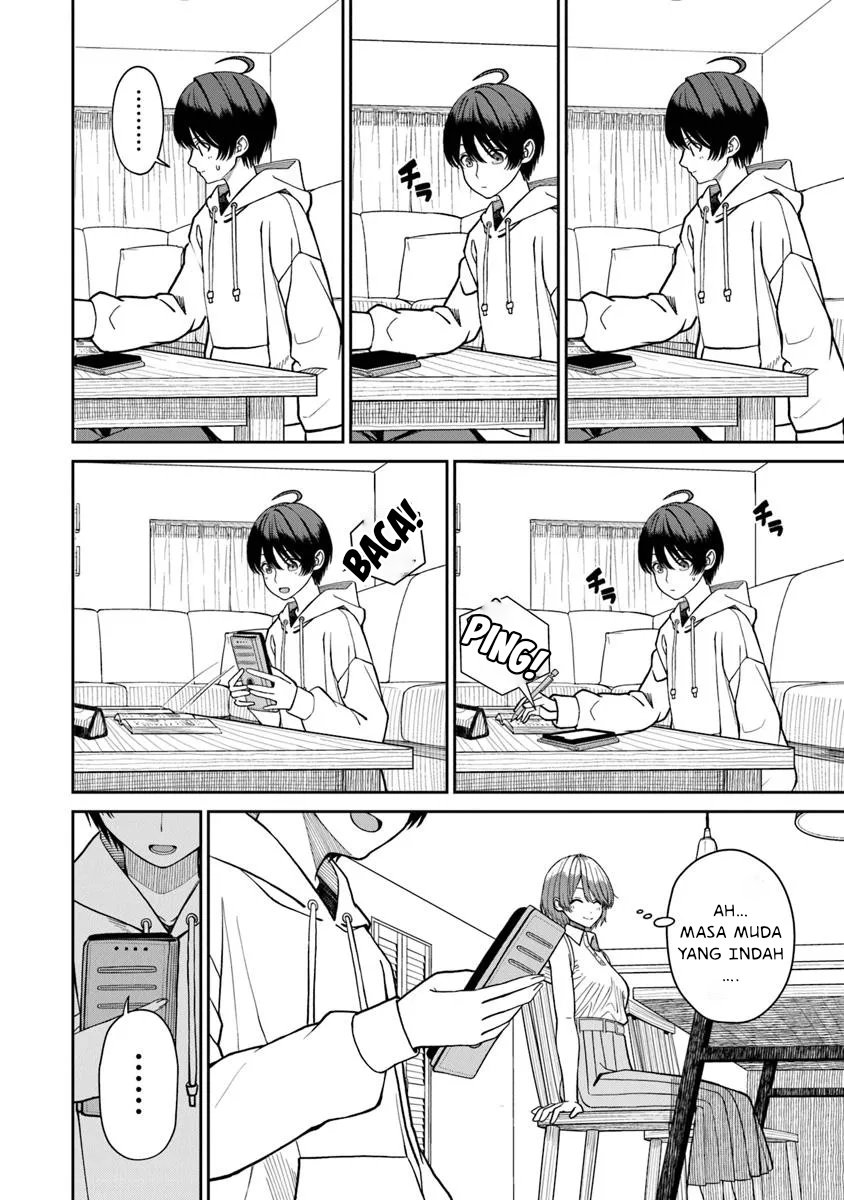 チラ
………
チラ
チラ
PING!
BACA!
AH...
MASA MUDA
YANG INDAH
....
………